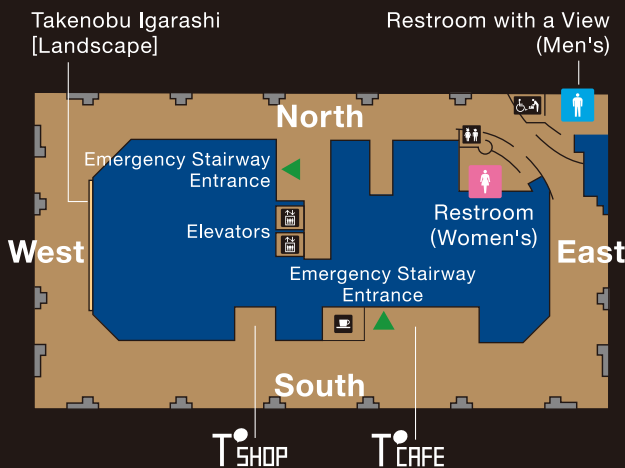 Takenobu Igarashi
[Landscape]
Restroom with a View
(Men's)
North
Emergency Stairway
Entrance
Elevators
Restroom
(Women's)
West
East
Emergency Stairway
Entrance
South
T SHOP
T CAFE